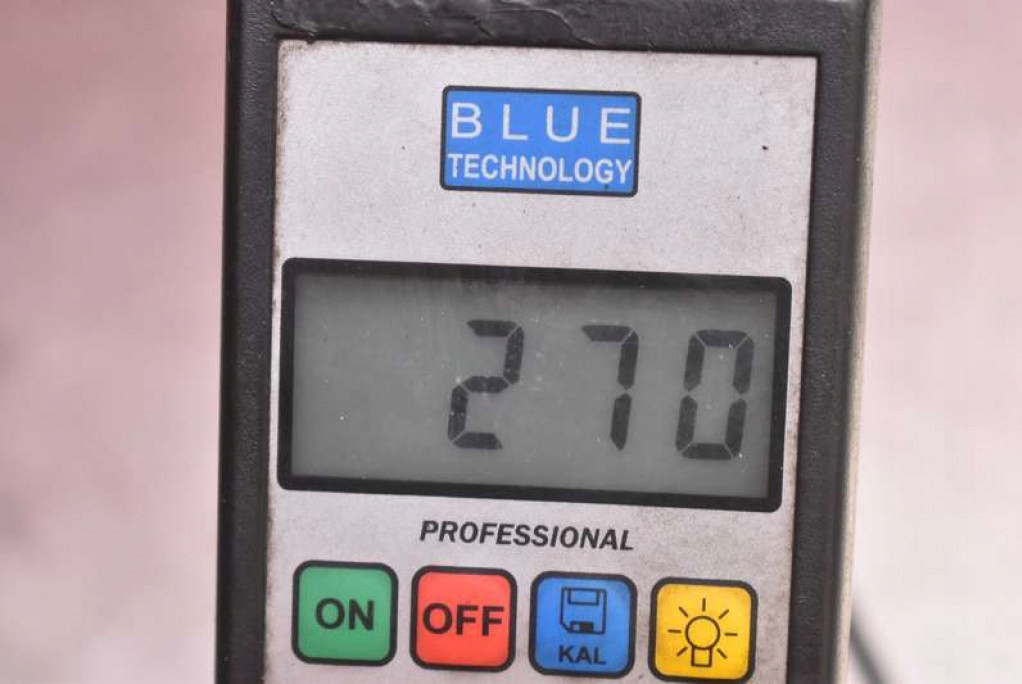 BLUE
TECHNOLOGY
270
PROFESSIONAL
ON
OFF
KAL